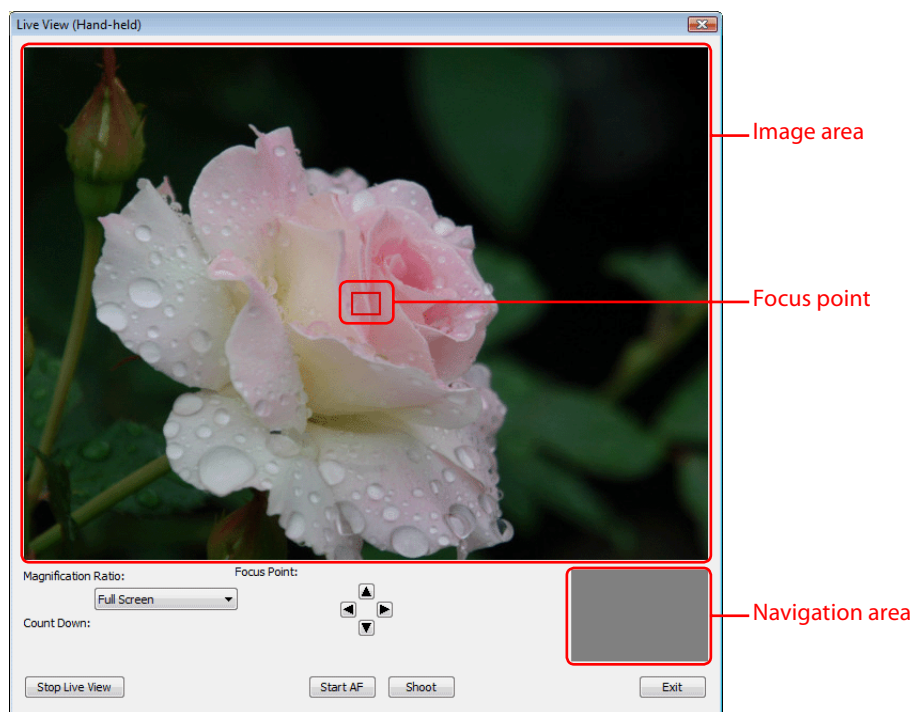 Live View (Hand-held)
Image area
Focus point
Magnification Ratio:
Focus Point:
Full Screen
Count Down:
Navigation area
Stop Live View
Start AF
Shoot
Exit